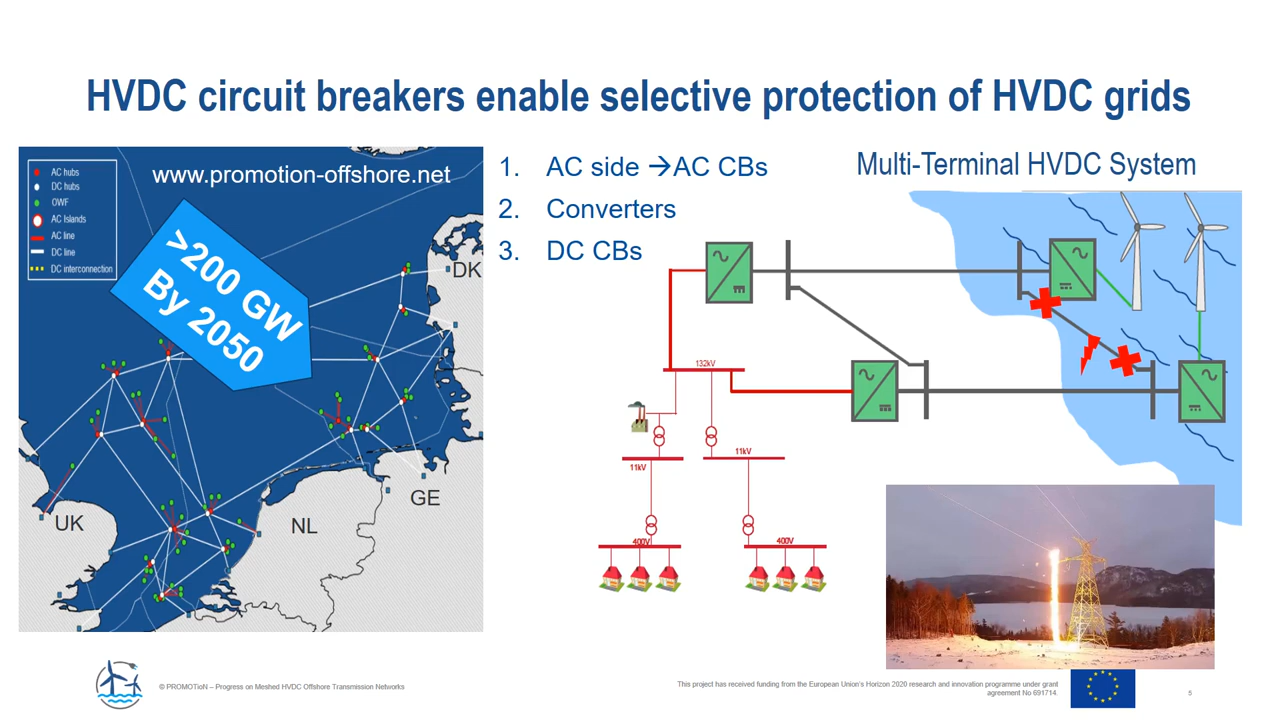 HVDC circuit breakers enable selective protection of HVDC grids
AC hubs
DC hubs
OWF
AC Islands
AC line
DC line
DC interconnection
www.promotion-offshore.net
>200 GW
By 2050
DK
GE
NL
UK
1. AC side →AC CBs
2. Converters
3. DC CBs
Multi-Terminal HVDC System
132kV
11kV
11kV
400V
400V
© PROMOTioN – Progress on Meshed HVDC Offshore Transmission Networks
This project has received funding from the European Union's Horizon 2020 research and innovation programme under grant
agreement No 691714.
5